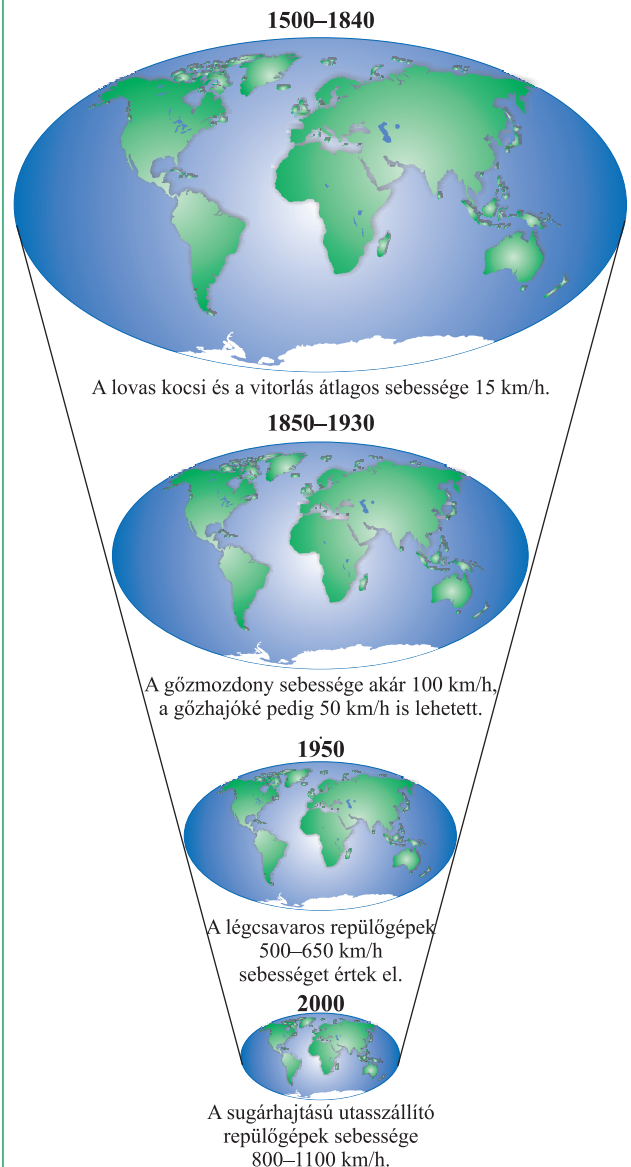 1500–1840
A lovas kocsi és a vitorlás átlagos sebessége 15 km/h.
1850–1930
A gőzmozdony sebessége akár 100 km/h,
a gőzhajóké pedig 50 km/h is lehetett.
1950
A légcsavaros repülőgépek
500–650 km/h
sebességet értek el.
2000
A sugárhajtású utasszállító
repülőgépek sebessége
800–1100 km/h.